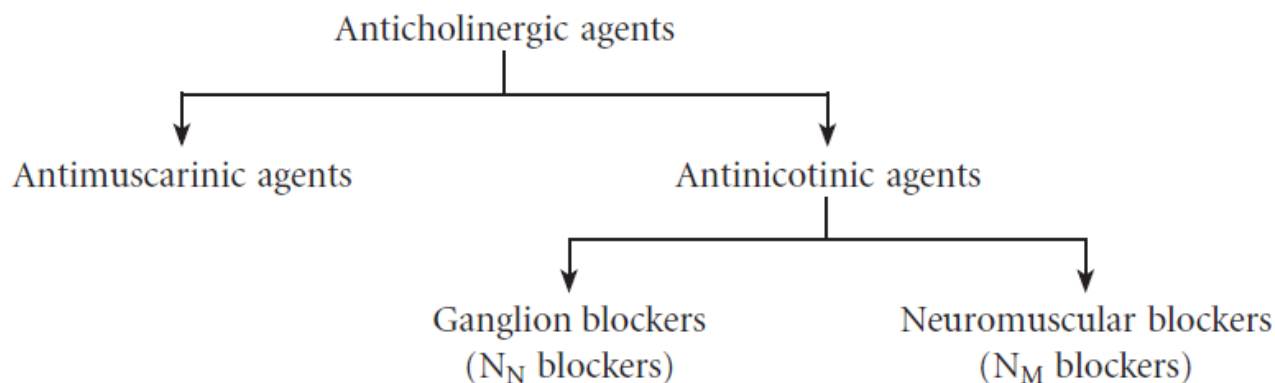 Anticholinergic agents
Antimuscarinic agents
Antinicotinic agents
Ganglion blockers
(NN blockers)
Neuromuscular blockers
(NM blockers)